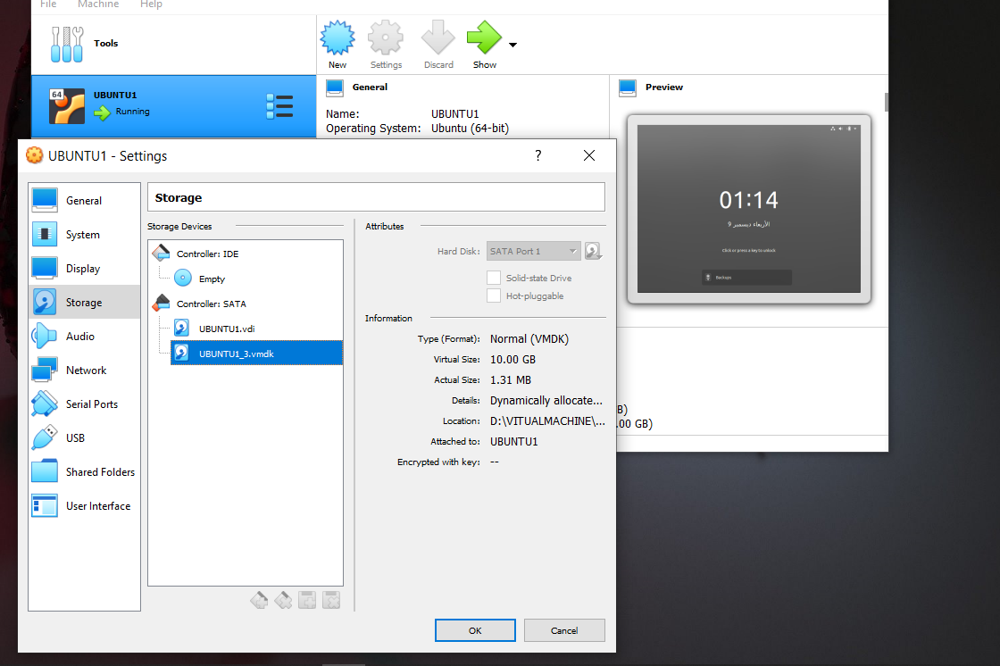 File Machine Help
Tools
New Settings Discard Show
64
UBUNTU1
Running
General
Name: UBUNTU1
Operating System: Ubuntu (64-bit)
Preview
01:14
الأربعاء ديسمبر 9
Click or press a key to unlock
Backups
UBUNTU1 - Settings
?
General
System
Display
Storage
Audio
Network
Serial Ports
USB
Shared Folders
User Interface
Storage
Storage Devices
Controller: IDE
Empty
Controller: SATA
UBUNTU1.vdi
UBUNTU1_3.vmdk
Attributes
Hard Disk: SATA Port 1
Solid-state Drive
Hot-pluggable
Information
Type (Format): Normal (VMDK)
Virtual Size: 10.00 GB
Actual Size: 1.31 MB
Details: Dynamically allocate...
Location: D:\VITUALMACHINE\...
Attached to: UBUNTU1
Encrypted with key: --
B)
.00 GB)
OK Cancel